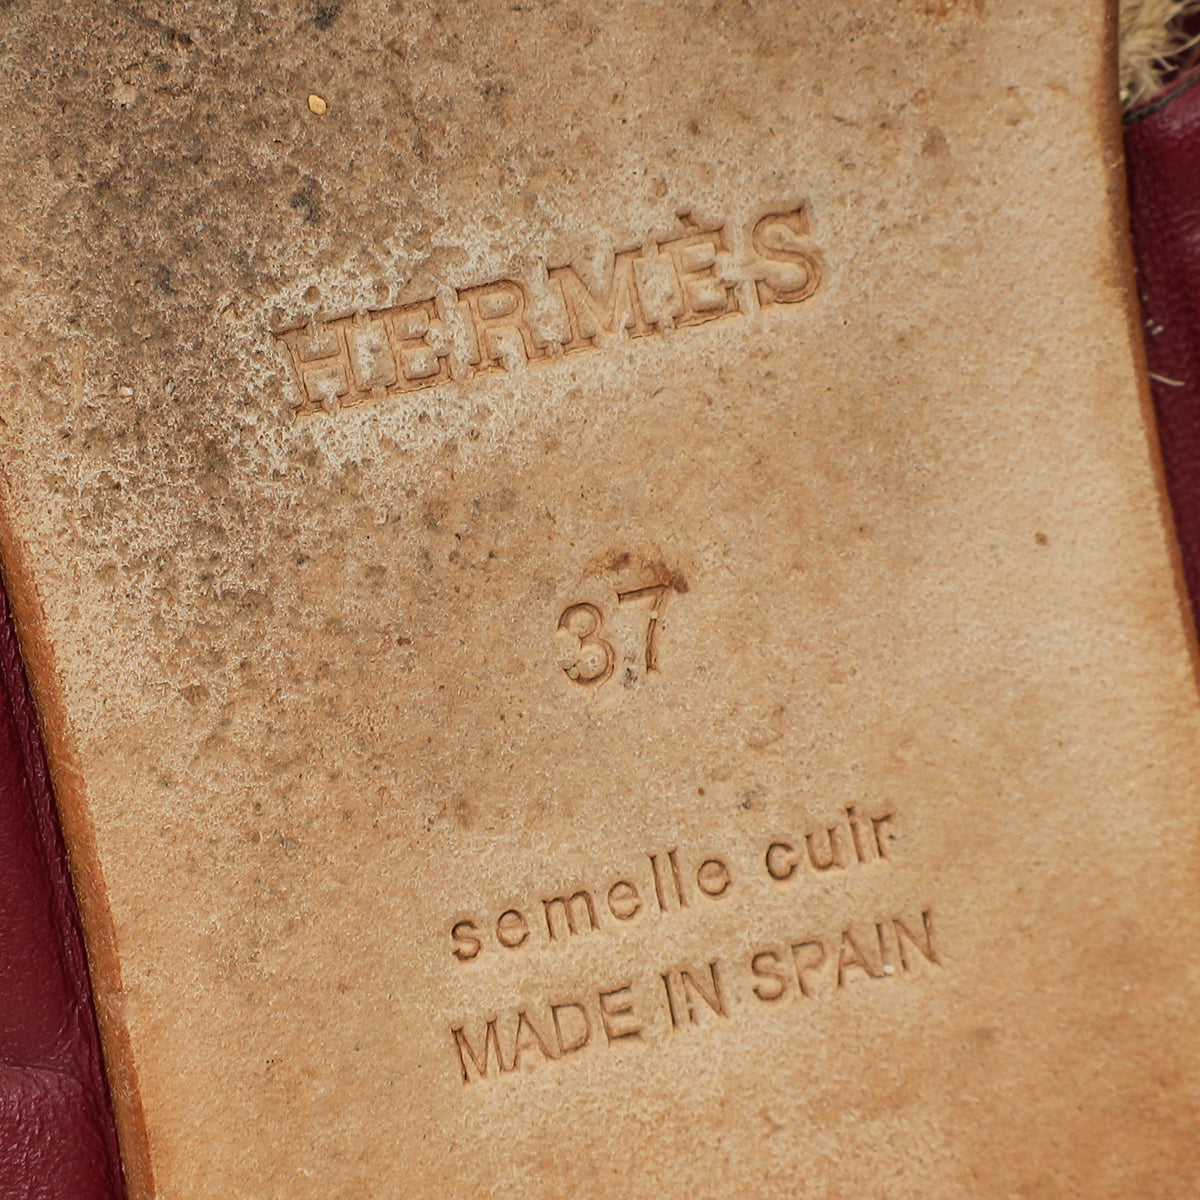 HERMÈS
37
semelle cuir
MADE IN SPAIN